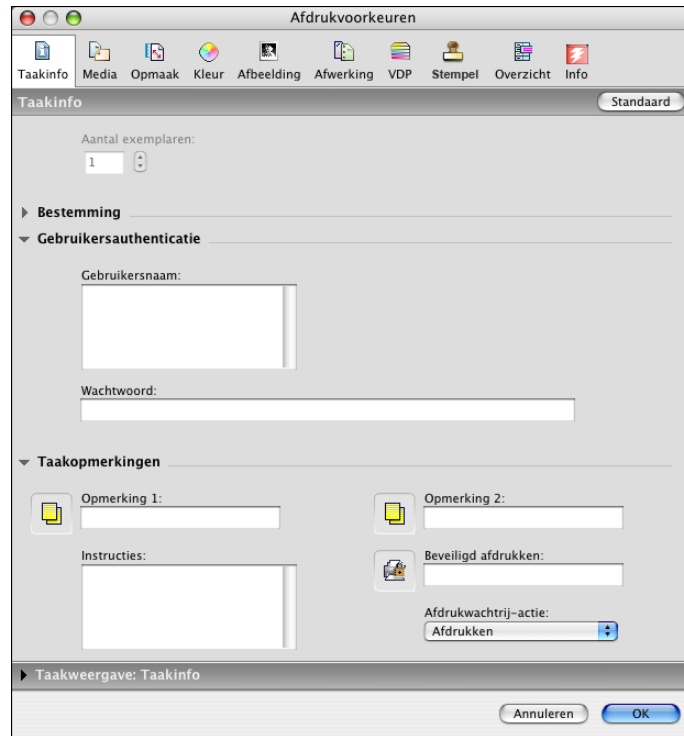 Afdrukvoorkeuren
Taakinfo Media Opmaak Kleur Afbeelding Afwerking VDP Stempel Overzicht Info
Taakinfo Standaard
Aantal exemplaren:
1
Bestemming
Gebruikersauthenticatie
Gebruikersnaam:
Wachtwoord:
Taakopmerkingen
Opmerking 1: Opmerking 2:
Instructies: Beveiligd afdrukken:
Afdrukwachtrij-actie:
Afdrukken
Taakweergave: Taakinfo
Annuleren OK